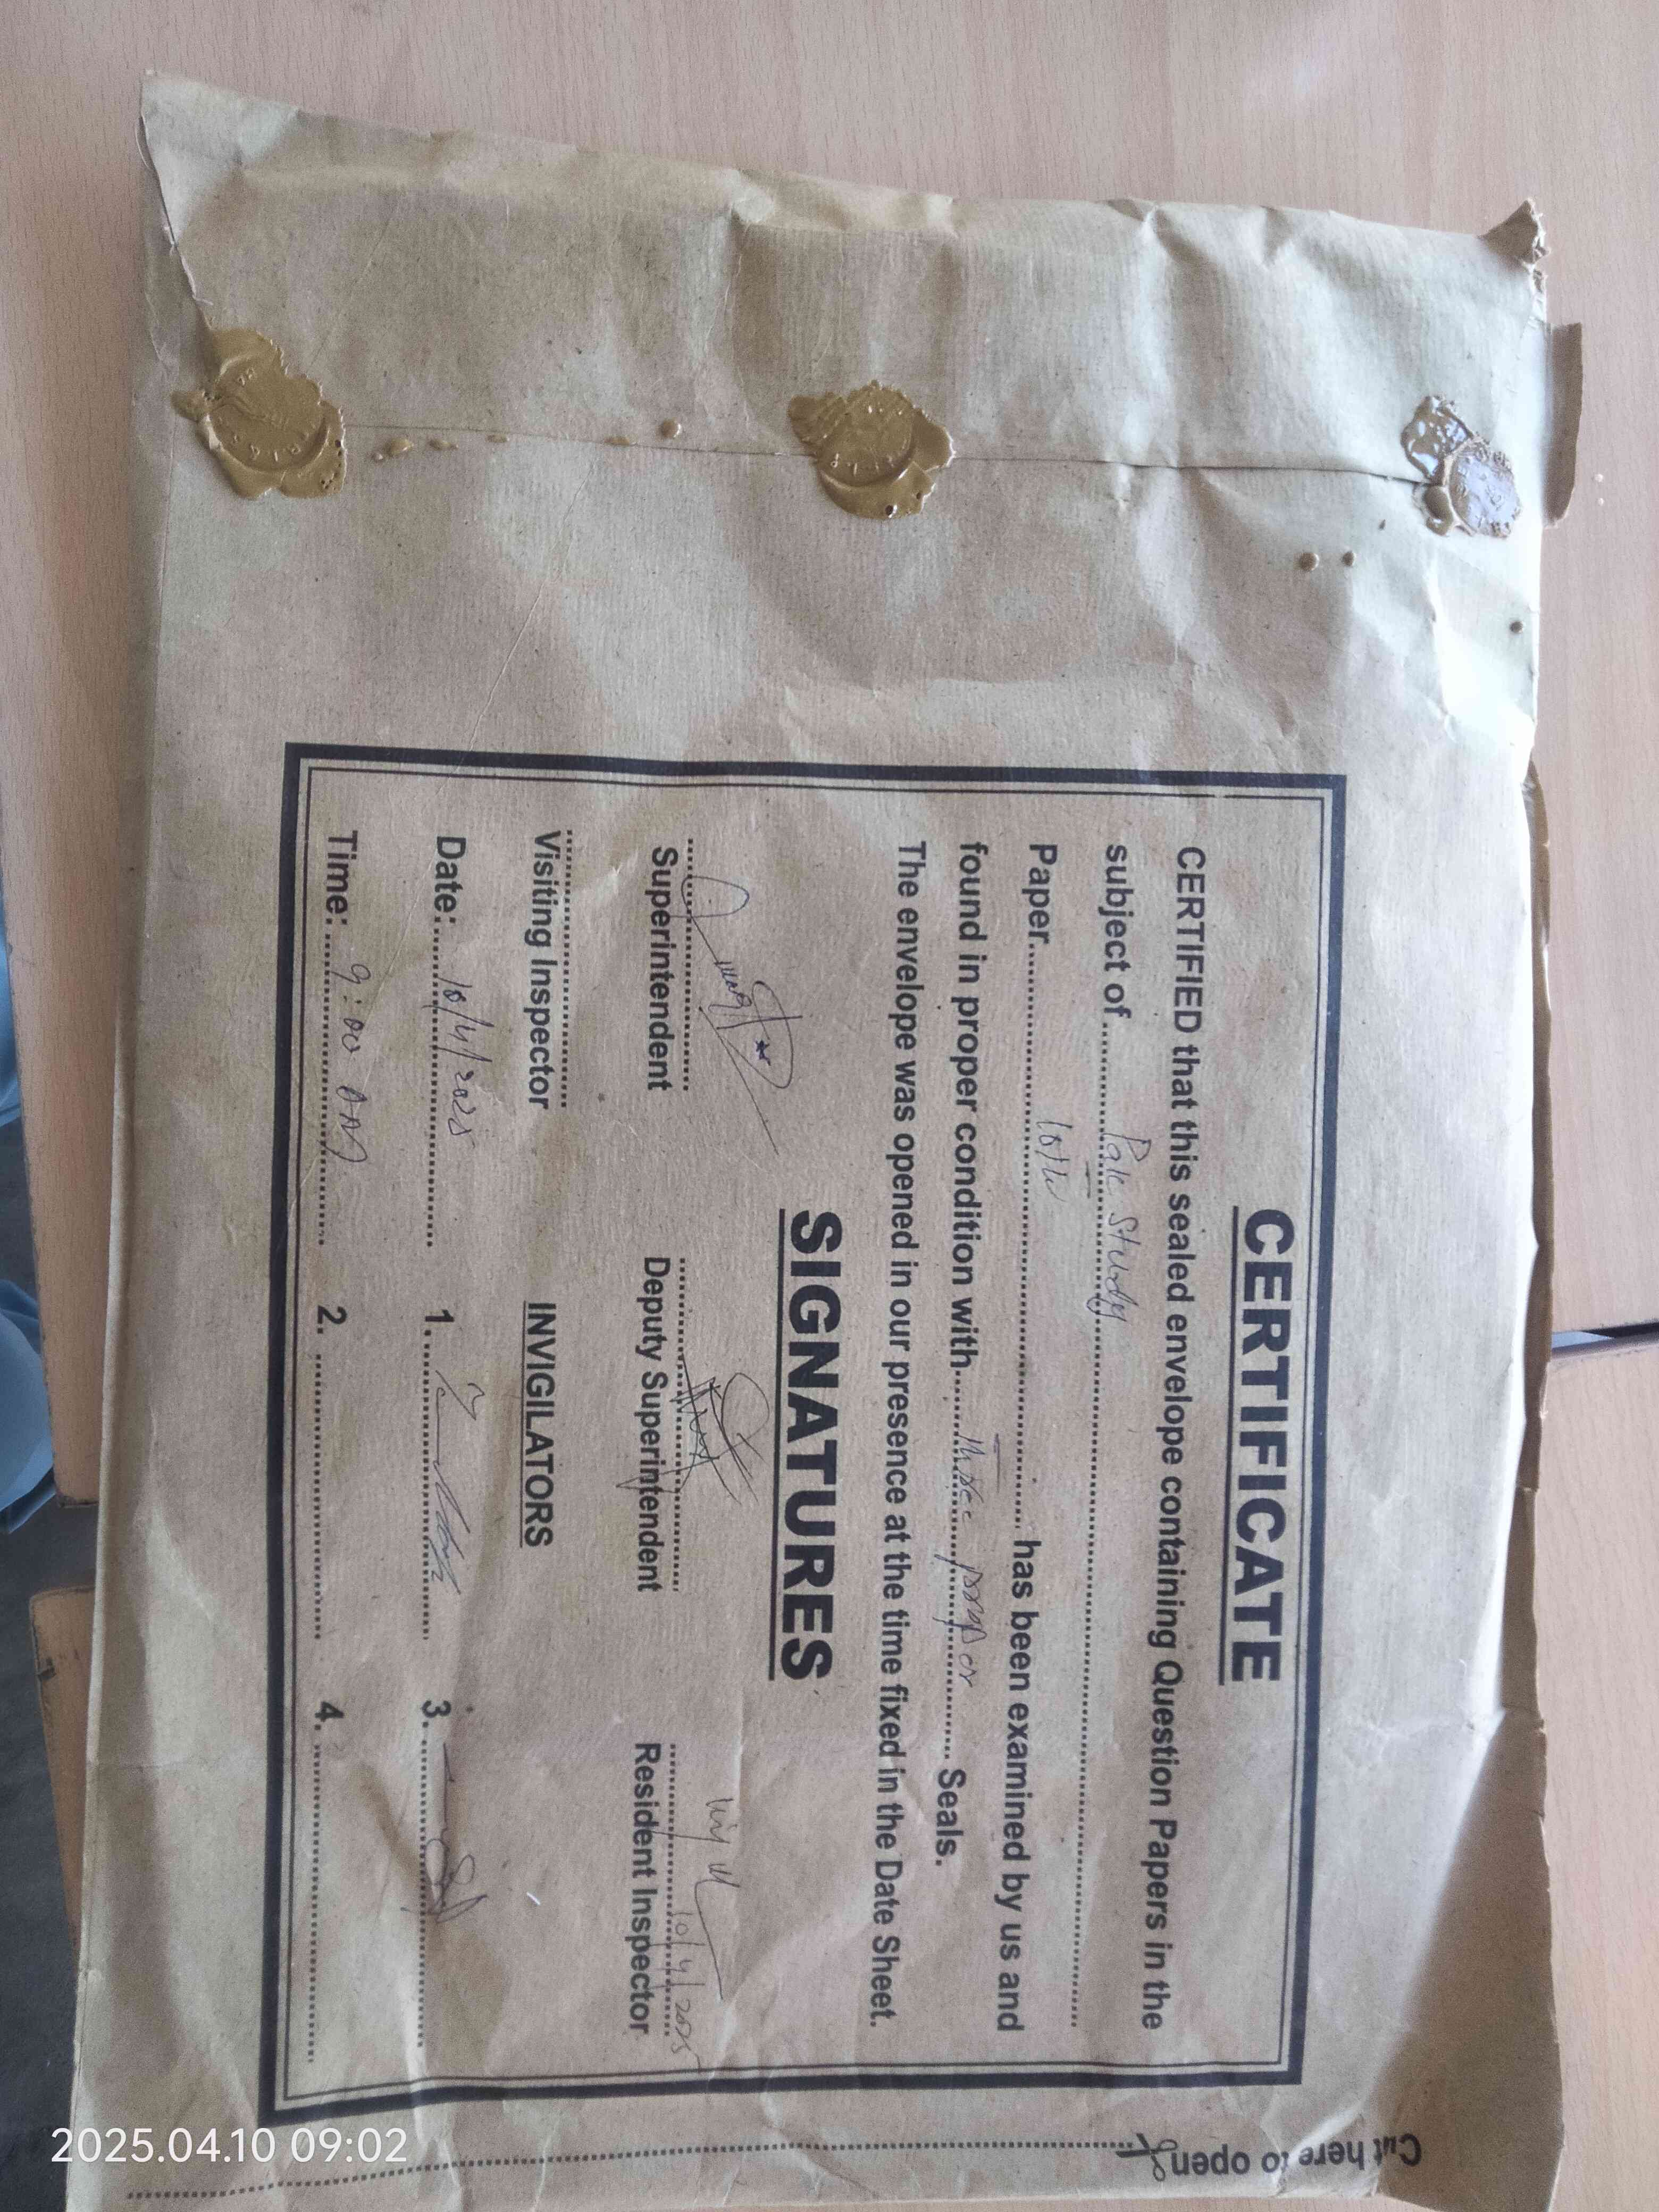 CERTIFICATE
CERTIFIED that this sealed envelope containing Question Papers in the
subject of ........ Pak Study ........
Paper ........ 10th ........ has been examined by us and
found in proper condition with ........ three proper ........ Seals.
The envelope was opened in our presence at the time fixed in the Date Sheet.
SIGNATURES
10/4/2025
Superintendent Deputy Superintendent Resident Inspector
Visiting Inspector INVIGILATORS
Date: 10/4/2025 1. 3.
Time: 9:00 AM 2. 4.
Cut here to open
2025.04.10 09:02